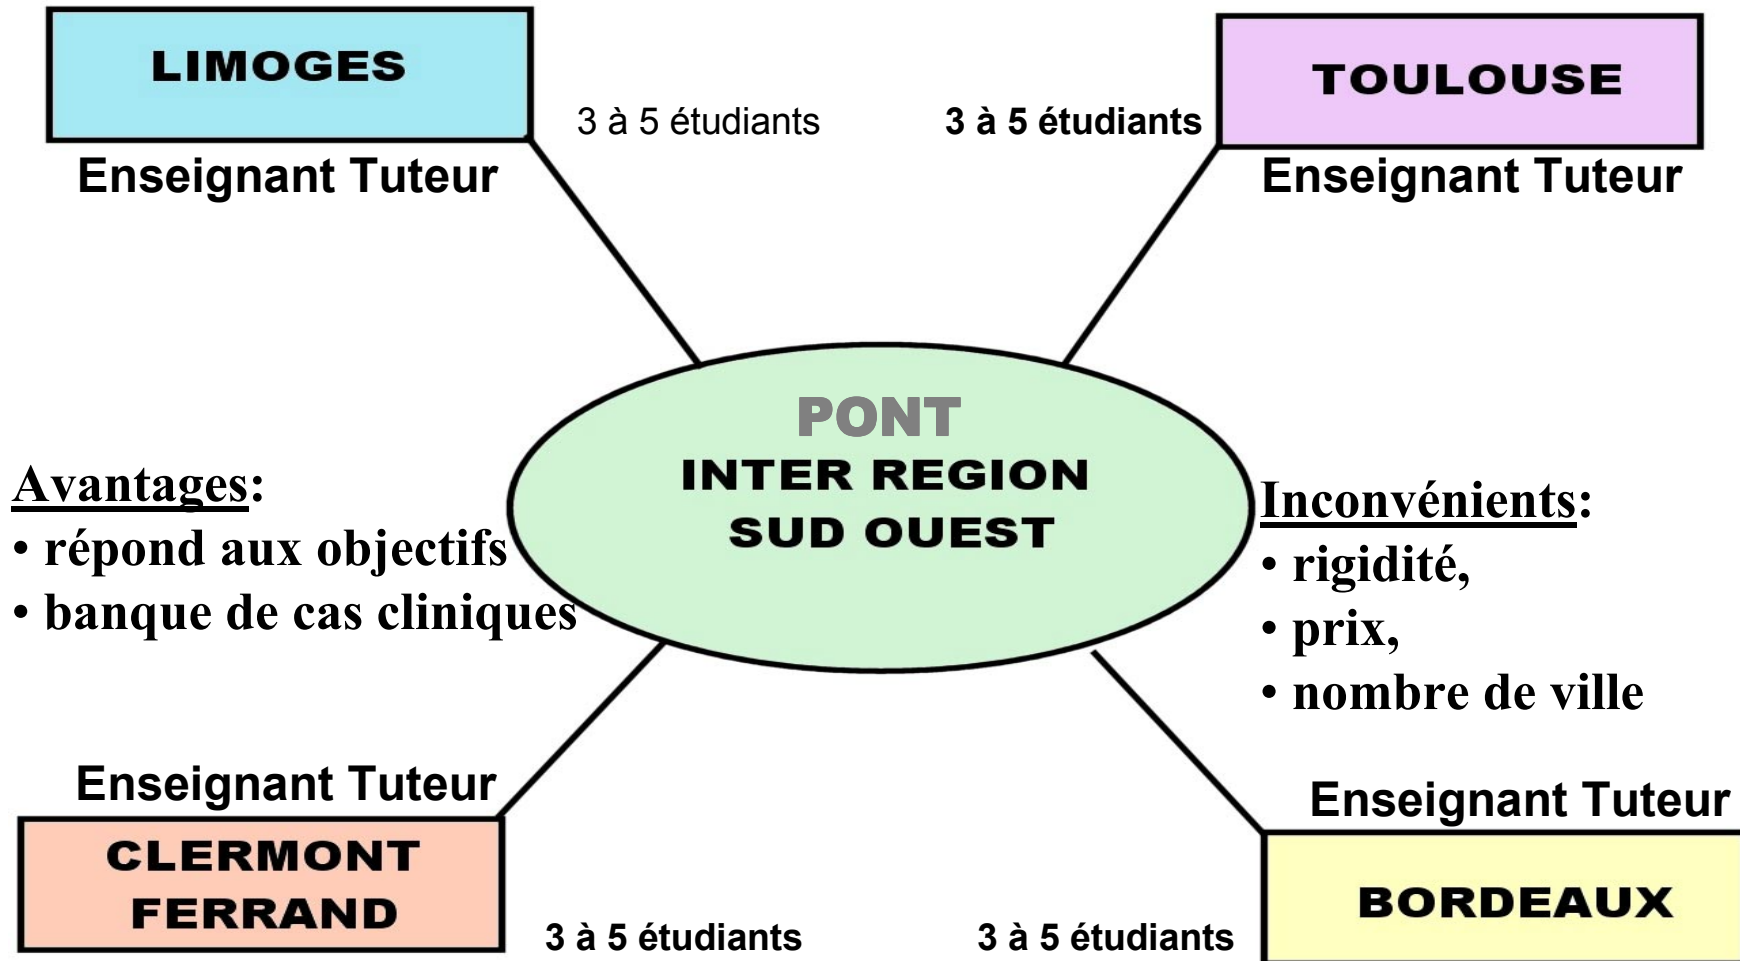 LIMOGES
3 à 5 étudiants
Enseignant Tuteur
TOULOUSE
3 à 5 étudiants
Enseignant Tuteur
PONT
INTER REGION
SUD OUEST
Avantages:
• répond aux objectifs
• banque de cas cliniques
Inconvénients:
• rigidité,
• prix,
• nombre de ville
Enseignant Tuteur
CLERMONT
FERRAND
3 à 5 étudiants
Enseignant Tuteur
BORDEAUX
3 à 5 étudiants